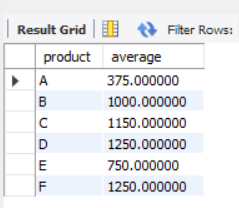 Result Grid Filter Rows:
product average
A 375.000000
B 1000.000000
C 1150.000000
D 1250.000000
E 750.000000
F 1250.000000